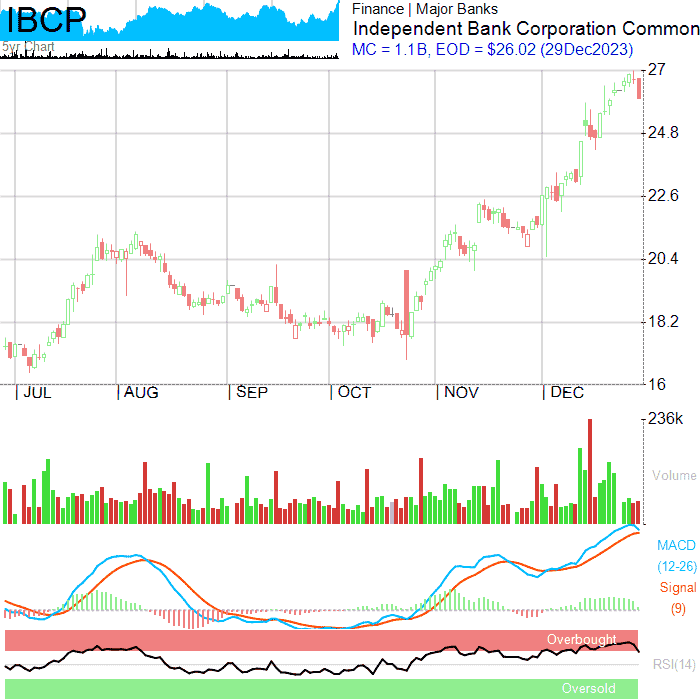 IBCP
5yr Chart
Finance | Major Banks
Independent Bank Corporation Common
MC = 1.1B, EOD = $26.02 (29Dec2023)
27
24.8
22.6
20.4
18.2
16
JUL AUG SEP OCT NOV DEC
236k
Volume
MACD
(12-26)
Signal
(9)
Overbought
RSI(14)
Oversold